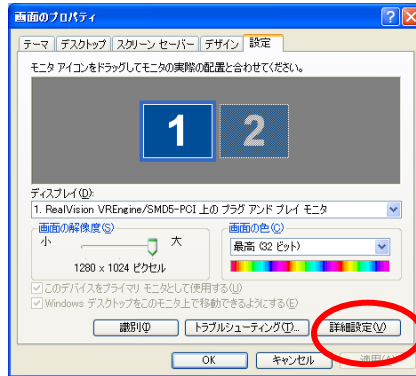 画面のプロパティ
テーマ デスクトップ スクリーン セーバー デザイン 設定
モニタ アイコンをドラッグしてモニタの実際の配置と合わせてください。
1 2
ディスプレイ(D):
1. RealVision VREngine/SMD5-PCI 上の プラグ アンド プレイ モニタ
画面の解像度(S) 画面の色(C)
小 大 最高 (32 ビット)
1280 x 1024 ピクセル
このデバイスをプライマリ モニタとして使用する(U)
Windows デスクトップをこのモニタ上で移動できるようにする(E)
識別(I) トラブルシューティング(T)... 詳細設定(V)
OK キャンセル 適用(A)